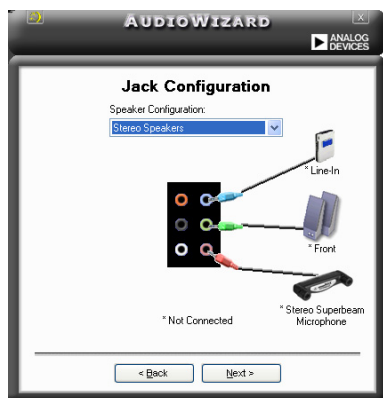 AUDIOWIZARD
ANALOG
DEVICES
Jack Configuration
Speaker Configuration:
Stereo Speakers
* Line-In
* Front
* Stereo Superbeam
Microphone
* Not Connected
< Back
Next >